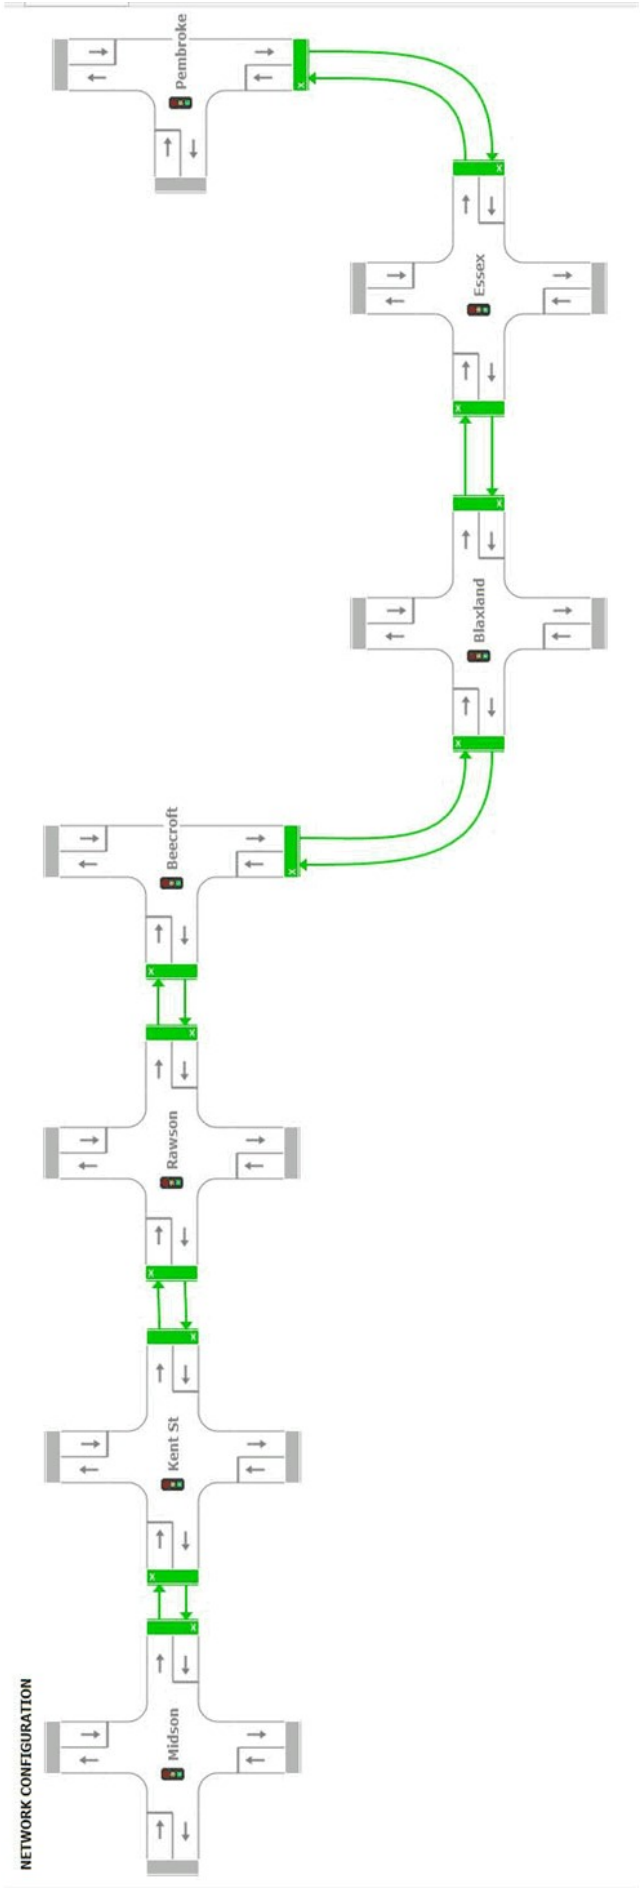 NETWORK CONFIGURATION
Midson
Kent St
Rawson
Beecroft
Blaxland
Essex
Pembroke
X
X
X
X
X
X
X
X
X
X
X
X